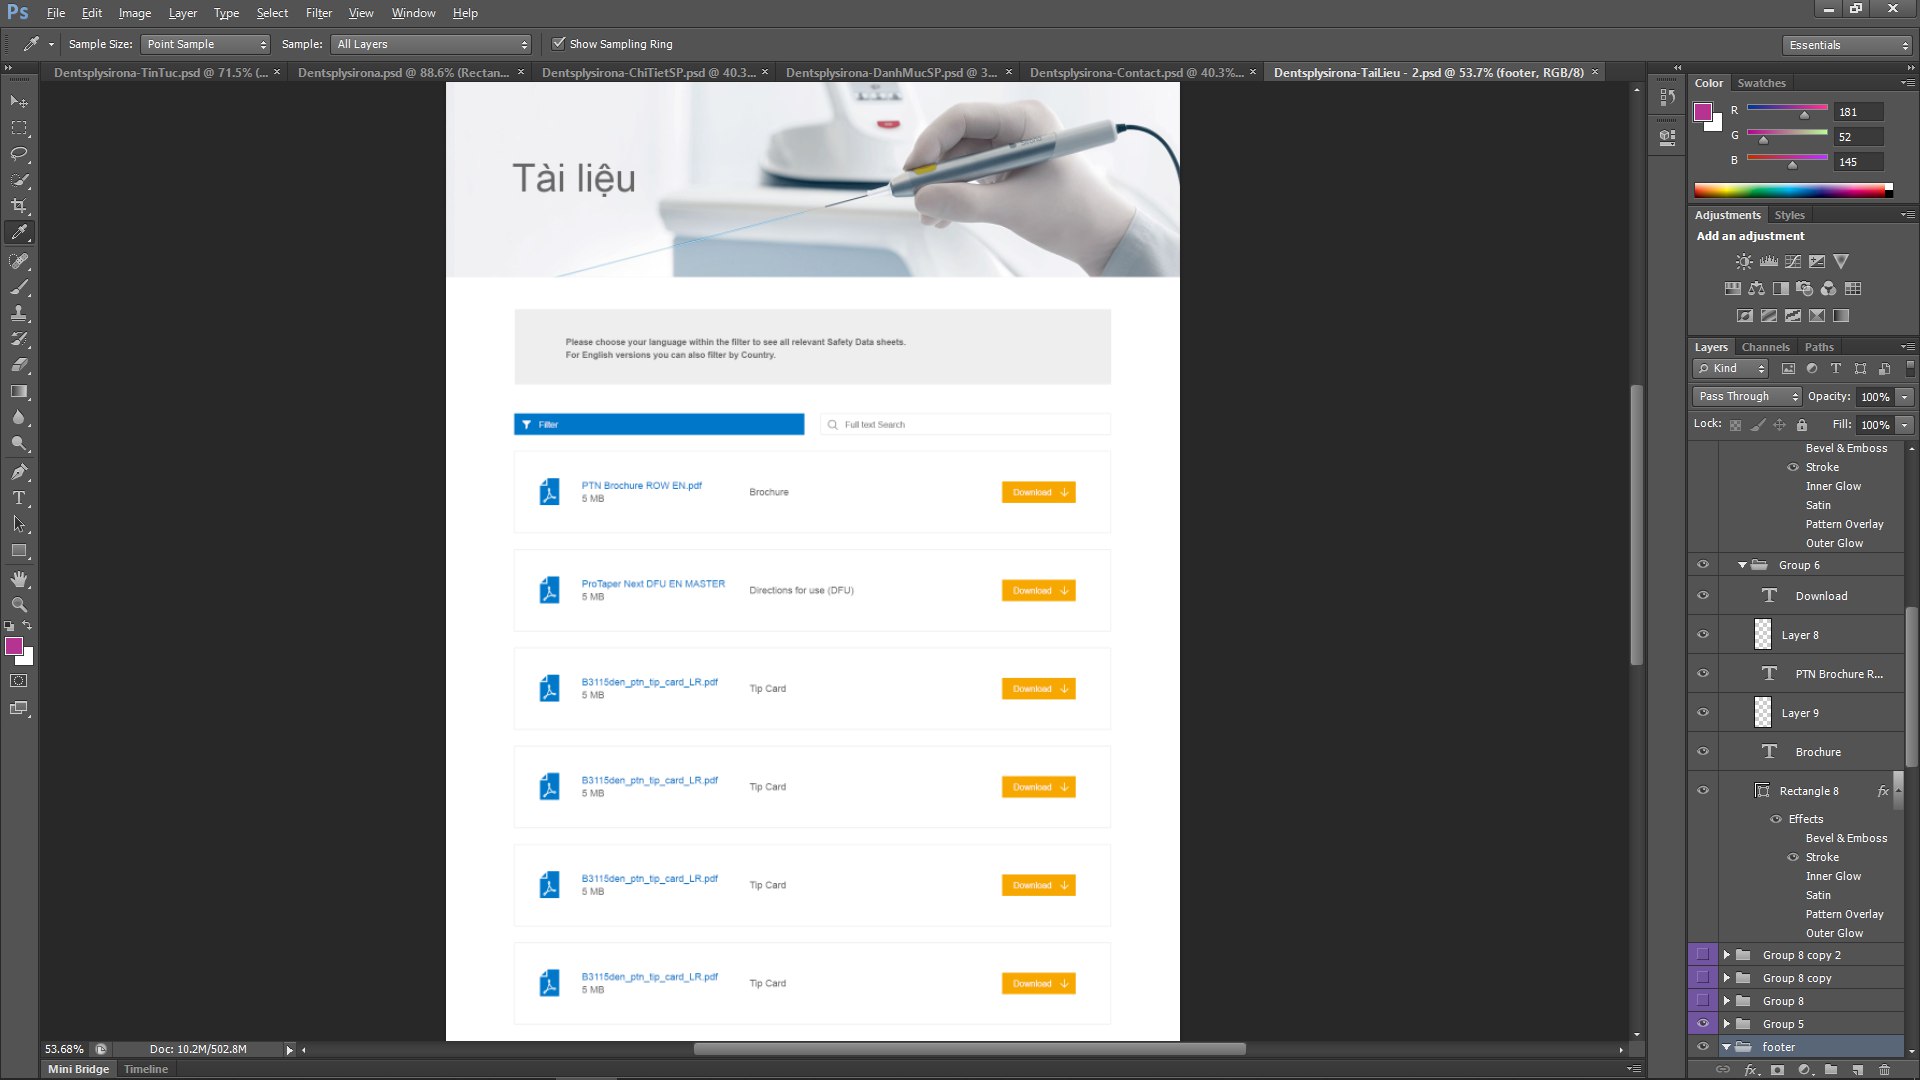 Ps File Edit Image Layer Type Select Filter View Window Help
Sample Size: Point Sample Sample: All Layers Show Sampling Ring Essentials
Dentsplysirona-TinTuc.psd @ 71.5% (... × Dentsplysirona.psd @ 88.6% (Rectan... × Dentsplysirona-ChiTietSP.psd @ 40.3... × Dentsplysirona-DanhMucSP.psd @ 3... × Dentsplysirona-Contact.psd @ 40.3%... × Dentsplysirona-TaiLieu - 2.psd @ 53.7% (footer, RGB/8) ×
Tài liệu
Please choose your language within the filter to see all relevant Safety Data sheets.
For English versions you can also filter by Country.
Filter Full text Search
PTN Brochure ROW EN.pdf
5 MB
Brochure
Download
ProTaper Next DFU EN MASTER
5 MB
Directions for use (DFU)
Download
B3115den_ptn_tip_card_LR.pdf
5 MB
Tip Card
Download
B3115den_ptn_tip_card_LR.pdf
5 MB
Tip Card
Download
B3115den_ptn_tip_card_LR.pdf
5 MB
Tip Card
Download
B3115den_ptn_tip_card_LR.pdf
5 MB
Tip Card
Download
53.68% Doc: 10.2M/502.8M
Mini Bridge Timeline
Color Swatches
R 181
G 52
B 145
Adjustments Styles
Add an adjustment
Layers Channels Paths
Kind
Pass Through Opacity: 100%
Lock: Fill: 100%
Bevel & Emboss
Stroke
Inner Glow
Satin
Pattern Overlay
Outer Glow
Group 6
Download
Layer 8
PTN Brochure R...
Layer 9
Brochure
Rectangle 8 fx
Effects
Bevel & Emboss
Stroke
Inner Glow
Satin
Pattern Overlay
Outer Glow
Group 8 copy 2
Group 8 copy
Group 8
Group 5
footer
fx